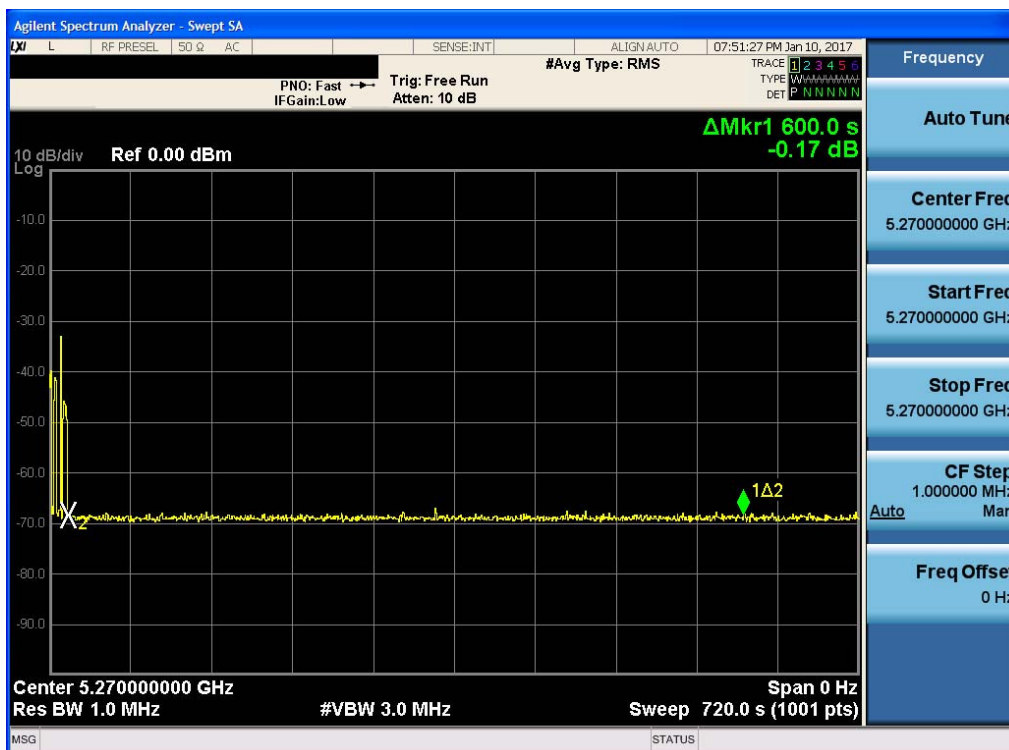 Agilent Spectrum Analyzer - Swept SA
LXI L RF PRESEL 50 Ω AC SENSE:INT ALIGN AUTO 07:51:27 PM Jan 10, 2017
PNO: Fast
IFGain:Low
Trig: Free Run
Atten: 10 dB
#Avg Type: RMS
TRACE 1 2 3 4 5 6
TYPE WWWWWW
DET P N N N N N
Frequency
ΔMkr1 600.0 s
-0.17 dB
10 dB/div
Log
Ref 0.00 dBm
-10.0
-20.0
-30.0
-40.0
-50.0
-60.0
-70.0
-80.0
-90.0
2
1Δ2
Center 5.270000000 GHz
Span 0 Hz
Res BW 1.0 MHz
#VBW 3.0 MHz
Sweep 720.0 s (1001 pts)
Auto Tune
Center Freq
5.270000000 GHz
Start Freq
5.270000000 GHz
Stop Freq
5.270000000 GHz
CF Step
1.000000 MHz
Auto Man
Freq Offset
0 Hz
MSG
STATUS